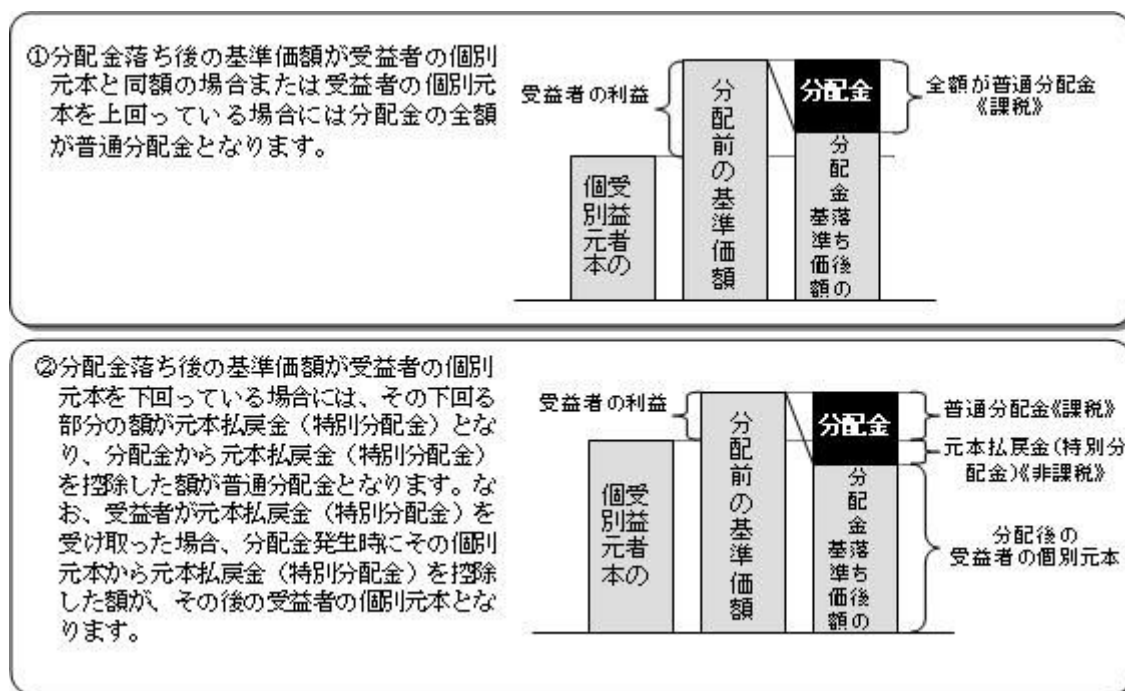 ①分配金落ち後の基準価額が受益者の個別
元本と同額の場合または受益者の個別元
本を上回っている場合には分配金の全額
が普通分配金となります。
受益者の利益
個別元本
受益者の
分配前の基準価額
分配金
基準価額
分配金落ち後の
全額が普通分配金
《課税》
②分配金落ち後の基準価額が受益者の個別
元本を下回っている場合には、その下回る
部分の額が元本払戻金（特別分配金）とな
り、分配金から元本払戻金（特別分配金）
を控除した額が普通分配金となります。な
お、受益者が元本払戻金（特別分配金）を
受け取った場合、分配金発生時にその個別
元本から元本払戻金（特別分配金）を控除
した額が、その後の受益者の個別元本とな
ります。
受益者の利益
個別元本
受益者の
分配前の基準価額
分配金
基準価額
分配金落ち後の
普通分配金《課税》
元本払戻金(特別分
配金)《非課税》
分配後の
受益者の個別元本